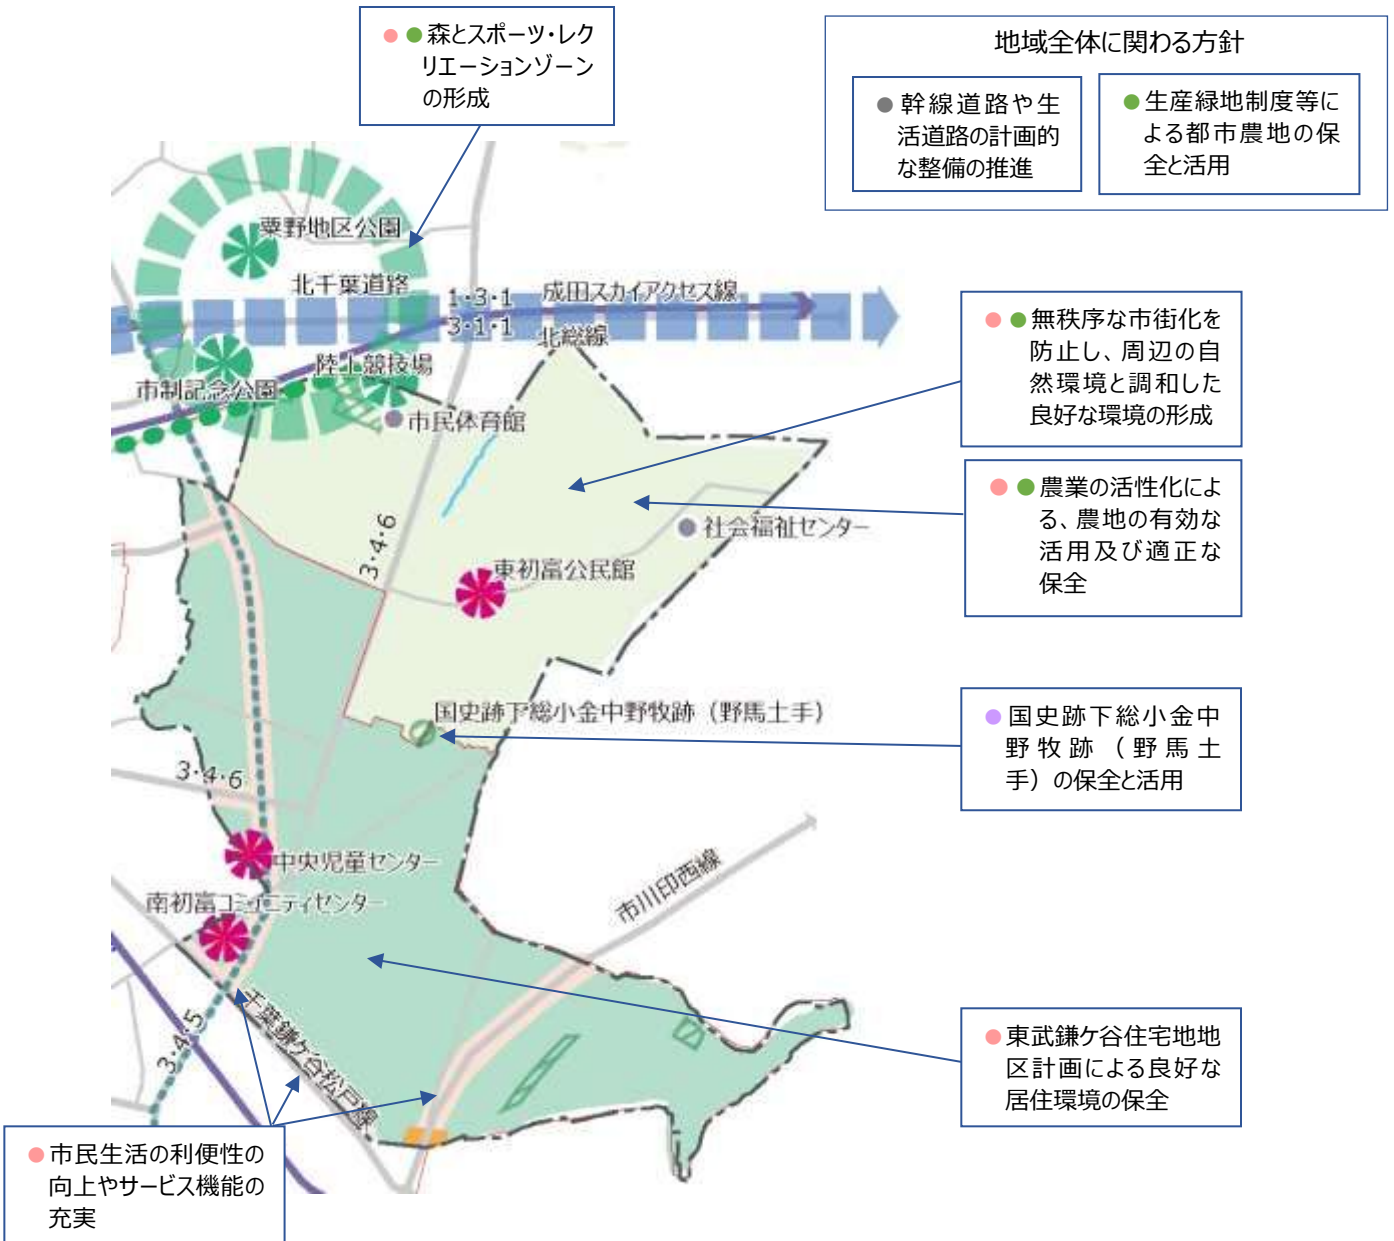 森とスポーツ・レク
リエーションゾーン
の形成
地域全体に関わる方針
幹線道路や生
活道路の計画的
な整備の推進
生産緑地制度等に
よる都市農地の保
全と活用
粟野地区公園
北千葉道路
1・3・1
3・1・1
成田スカイアクセス線
北総線
陸上競技場
市制記念公園
市民体育館
無秩序な市街化を
防止し、周辺の自
然環境と調和した
良好な環境の形成
農業の活性化によ
る、農地の有効な
活用及び適正な
保全
3・4・6
社会福祉センター
東初富公民館
国史跡下総小金中野牧跡（野馬土手）
国史跡下総小金中
野牧跡（野馬土
手）の保全と活用
3・4・6
中央児童センター
南初富コミュニティセンター
市川印西線
千葉鎌ケ谷松戸線
3・4・5
東武鎌ケ谷住宅地地
区計画による良好な
居住環境の保全
市民生活の利便性の
向上やサービス機能の
充実